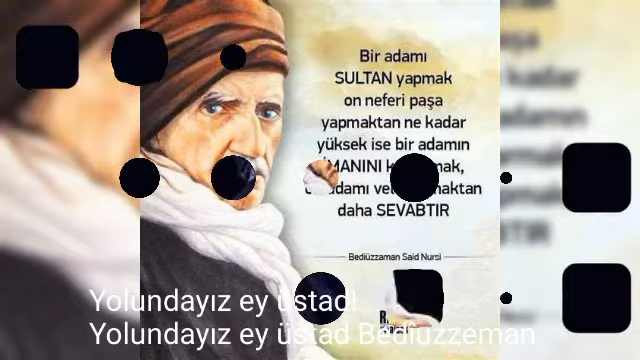 Bir adamı
SULTAN yapmak
on neferi paşa
yapmaktan ne kadar
yüksek ise bir adamın
daha SEVABTIR
Bediüzzaman Said Nursi
Yolundayız ey üstad!
Yolundayız ey üstad Bediüzzeman